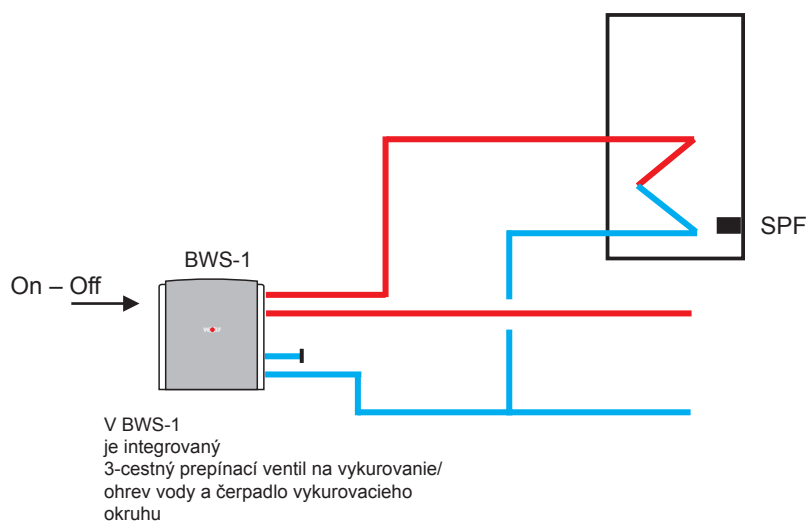 SPF
BWS-1
On – Off
WOLF
V BWS-1
je integrovaný
3-cestný prepínací ventil na vykurovanie/
ohrev vody a čerpadlo vykurovacieho
okruhu